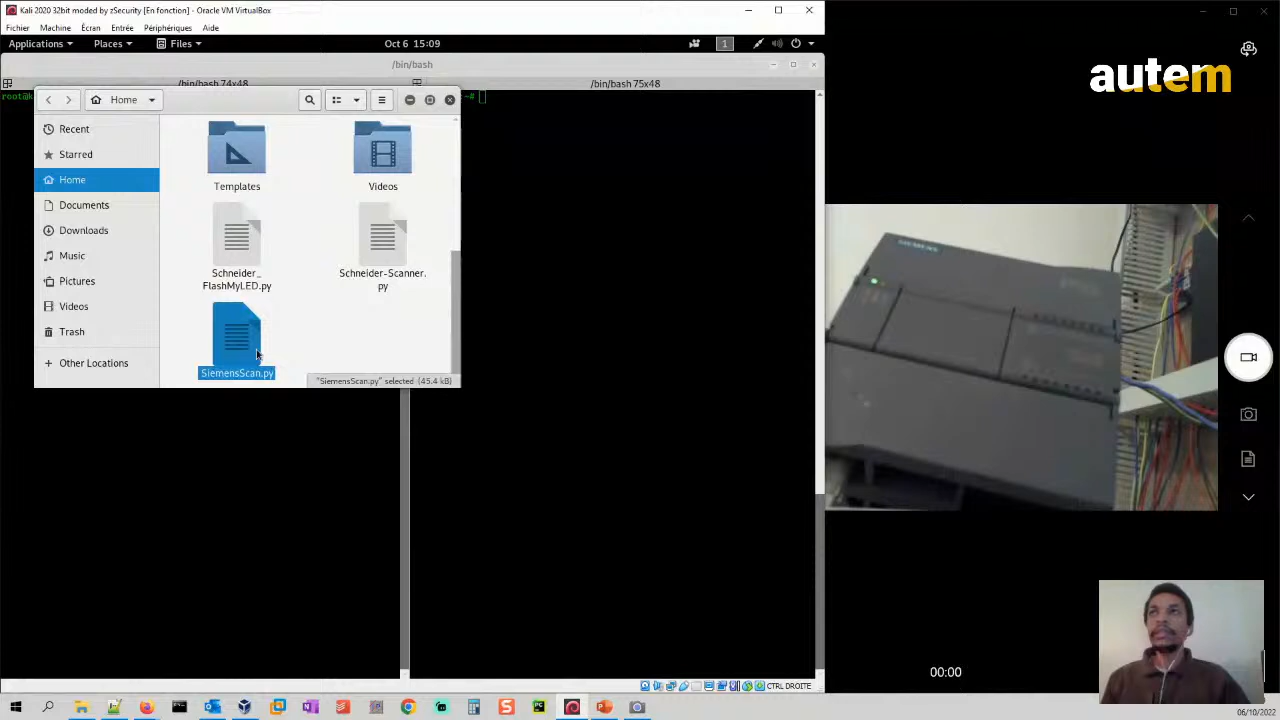 Kali 2020 32bit moded by zSecurity [En fonction] - Oracle VM VirtualBox
Fichier Machine Écran Entrée Périphériques Aide
Applications Places Files Oct 6 15:09 1
/bin/bash
/bin/bash 74x48
/bin/bash 75x48
root@k
~#
Home
Recent
Starred
Home
Documents
Downloads
Music
Pictures
Videos
Trash
Other Locations
Templates
Videos
Schneider_
FlashMyLED.py
Schneider-Scanner.
py
SiemensScan.py
"SiemensScan.py" selected (45.4 kB)
CTRL DROITE
autem
SIEMENS
00:00
06/10/2022